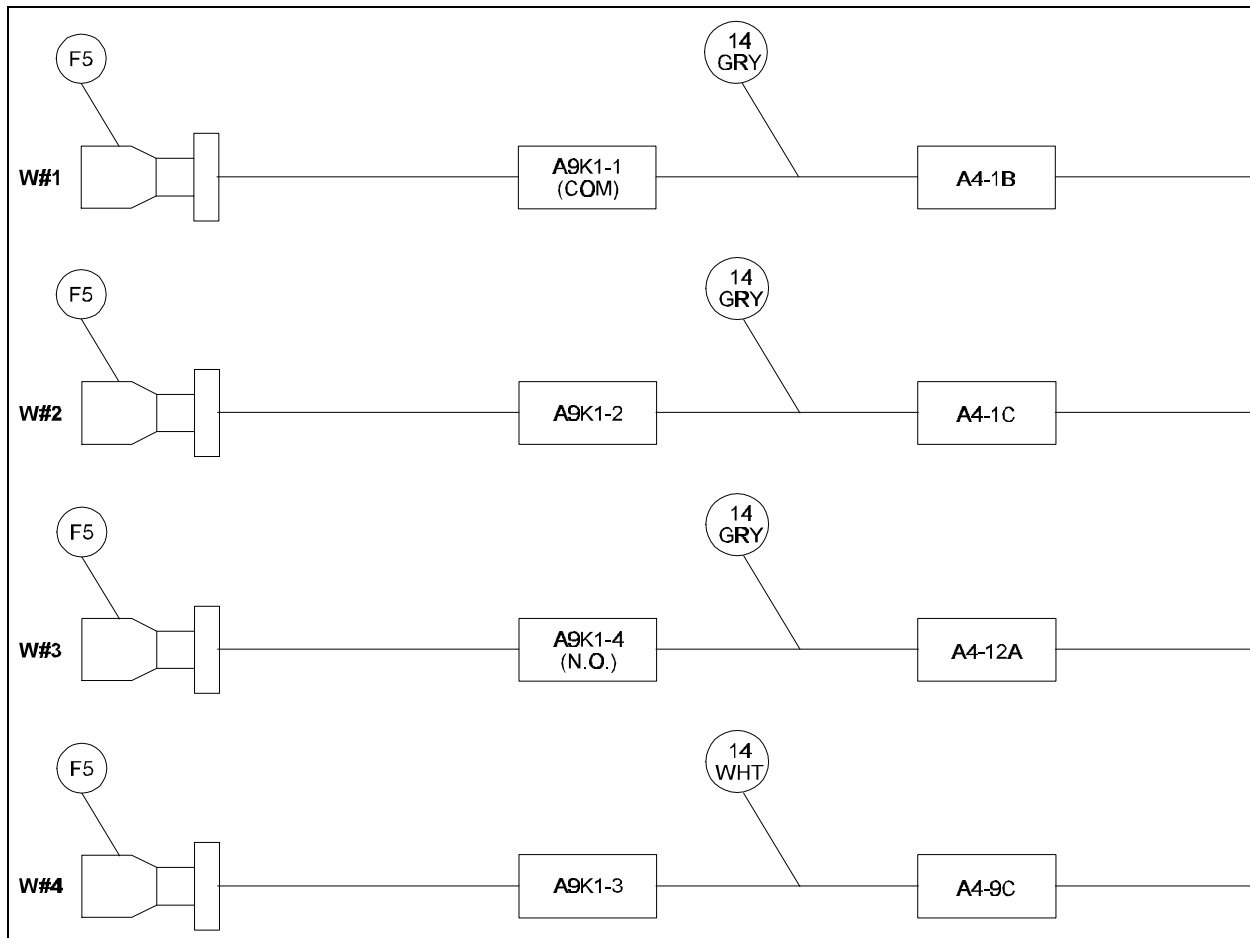 F5
14
GRY
W#1
A9K1-1
(COM)
A4-1B
F5
14
GRY
W#2
A9K1-2
A4-1C
F5
14
GRY
W#3
A9K1-4
(N.O.)
A4-12A
F5
14
WHT
W#4
A9K1-3
A4-9C